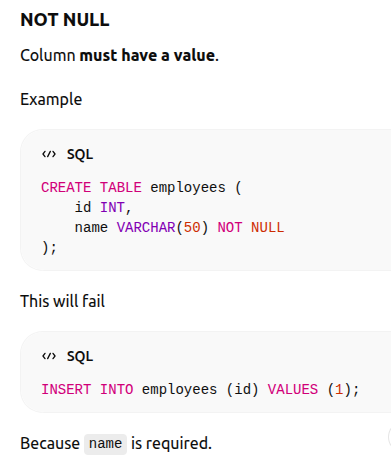 NOT NULL
Column must have a value.
Example
SQL
CREATE TABLE employees (
    id INT,
    name VARCHAR(50) NOT NULL
);
This will fail
SQL
INSERT INTO employees (id) VALUES (1);
Because name is required.